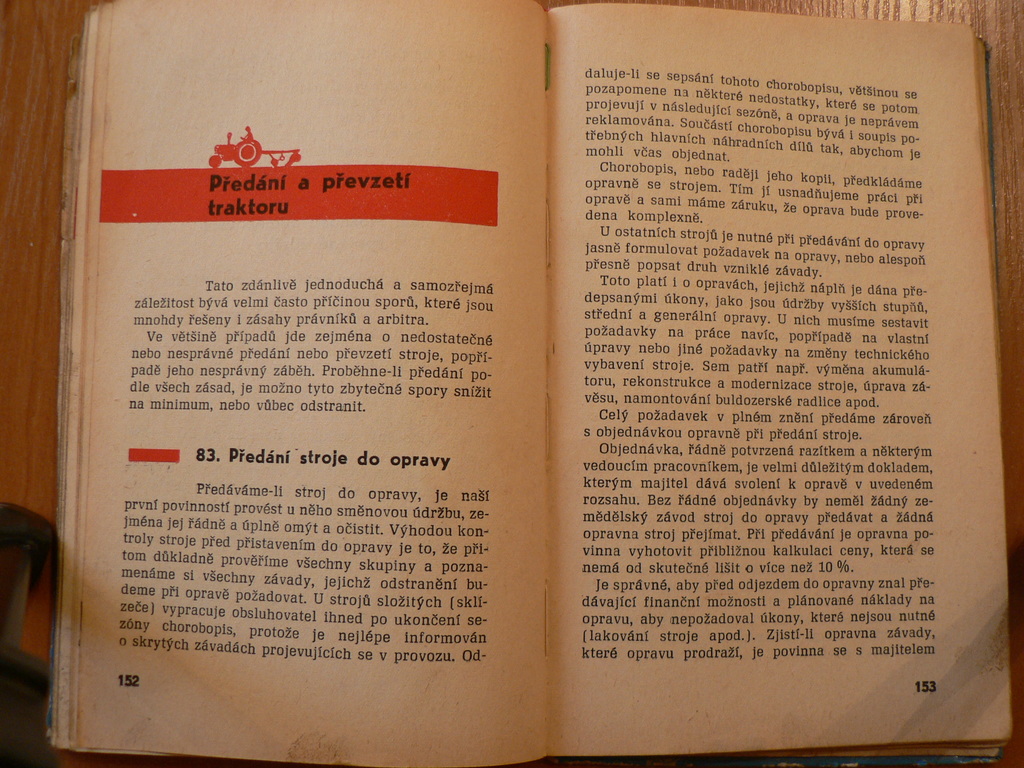 Předání a převzetí
traktoru
Tato zdánlivě jednoduchá a samozřejmá
záležitost bývá velmi často příčinou sporů, které jsou
mnohdy řešeny i zásahy právníků a arbitra.
Ve většině případů jde zejména o nedostatečné
nebo nesprávné předání nebo převzetí stroje, popří-
padě jeho nesprávný záběh. Proběhne-li předání po-
dle všech zásad, je možno tyto zbytečné spory snížit
na minimum, nebo vůbec odstranit.
83. Předání stroje do opravy
Předáváme-li stroj do opravy, je naší
první povinností provést u něho směnovou údržbu, ze-
jména jej řádně a úplně omýt a očistit. Výhodou kon-
troly stroje před přistavením do opravy je to, že při-
tom důkladně prověříme všechny skupiny a pozna-
menáme si všechny závady, jejichž odstranění bu-
deme při opravě požadovat. U strojů složitých (sklí-
zeče) vypracuje obsluhovatel ihned po ukončení se-
zóny chorobopis, protože je nejlépe informován
o skrytých závadách projevujících se v provozu. Od-
152
daluje-li se sepsání tohoto chorobopisu, většinou se
pozapomene na některé nedostatky, které se potom
projevují v následující sezóně, a oprava je neprávem
reklamována. Součástí chorobopisu bývá i soupis po-
třebných hlavních náhradních dílů tak, abychom je
mohli včas objednat.
Chorobopis, nebo raději jeho kopii, předkládáme
opravně se strojem. Tím jí usnadňujeme práci při
opravě a sami máme záruku, že oprava bude prove-
dena komplexně.
U ostatních strojů je nutné při předávání do opravy
jasně formulovat požadavek na opravy, nebo alespoň
přesně popsat druh vzniklé závady.
Toto platí i o opravách, jejichž náplň je dána pře-
depsanými úkony, jako jsou údržby vyšších stupňů,
střední a generální opravy. U nich musíme sestavit
požadavky na práce navíc, popřípadě na vlastní
úpravy nebo jiné požadavky na změny technického
vybavení stroje. Sem patří např. výměna akumulá-
toru, rekonstrukce a modernizace stroje, úprava zá-
věsu, namontování buldozerské radlice apod.
Celý požadavek v plném znění předáme zároveň
s objednávkou opravně při předání stroje.
Objednávka, řádně potvrzená razítkem a některým
vedoucím pracovníkem, je velmi důležitým dokladem,
kterým majitel dává svolení k opravě v uvedeném
rozsahu. Bez řádné objednávky by neměl žádný ze-
mědělský závod stroj do opravy předávat a žádná
opravna stroj přejímat. Při předávání je opravna po-
vinna vyhotovit přibližnou kalkulaci ceny, která se
nemá od skutečné lišit o více než 10 %.
Je správné, aby před odjezdem do opravny znal pře-
dávající finanční možnosti a plánované náklady na
opravu, aby nepožadoval úkony, které nejsou nutné
(lakování stroje apod.). Zjistí-li opravna závady,
které opravu prodraží, je povinna se s majitelem
153